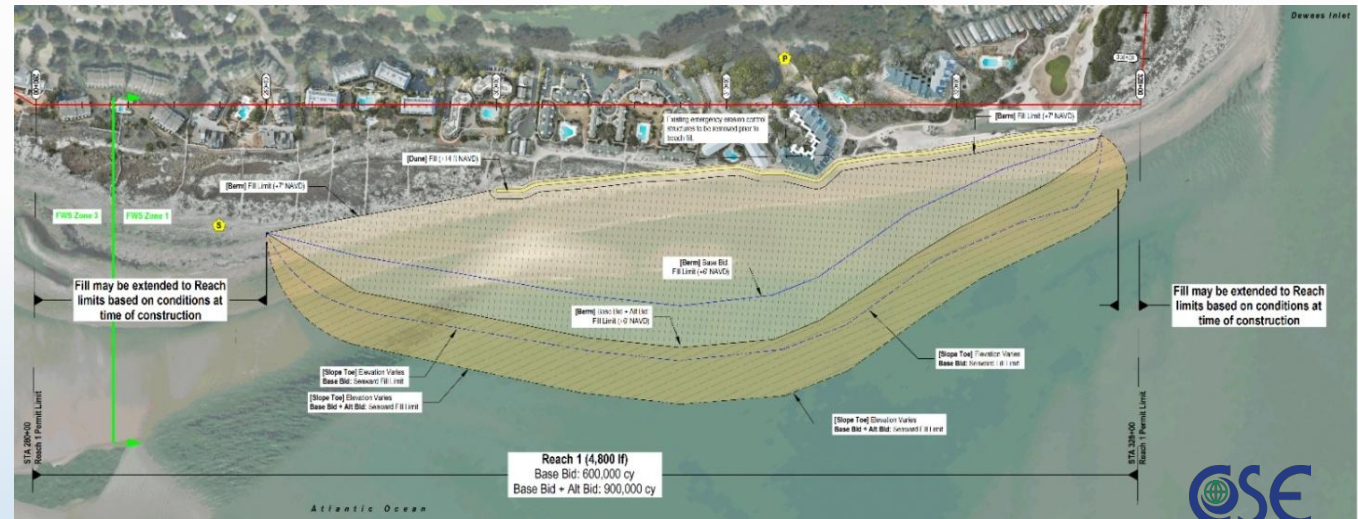 Dewees Inlet
280+00
P
328+00
Existing emergency erosion control
structures to be removed prior to
beach fill.
[Berm] Fill Limit (+7' NAVD)
[Dune] Fill
[Berm] Fill Limit (+7' NAVD)
FWS Zone 3
FWS Zone 1
S
[Berm] Base Bid
Fill Limit (+6' NAVD)
Fill may be extended to Reach
limits based on conditions at
time of construction
Fill may be extended to Reach
limits based on conditions at
time of construction
[Berm] Base Bid + Alt Bid
Fill Limit (+6' NAVD)
[Slope Toe] Elevation Varies
Base Bid: Seaward Fill Limit
[Slope Toe] Elevation Varies
Base Bid: Seaward Fill Limit
[Slope Toe] Elevation Varies
Base Bid + Alt Bid: Seaward Fill Limit
[Slope Toe] Elevation Varies
Base Bid + Alt Bid: Seaward Fill Limit
STA 280+00
Reach 1 Permit Limit
STA 328+00
Reach 1 Permit Limit
Reach 1 (4,800 lf)
Base Bid: 600,000 cy
Base Bid + Alt Bid: 900,000 cy
Atlantic Ocean
CSE